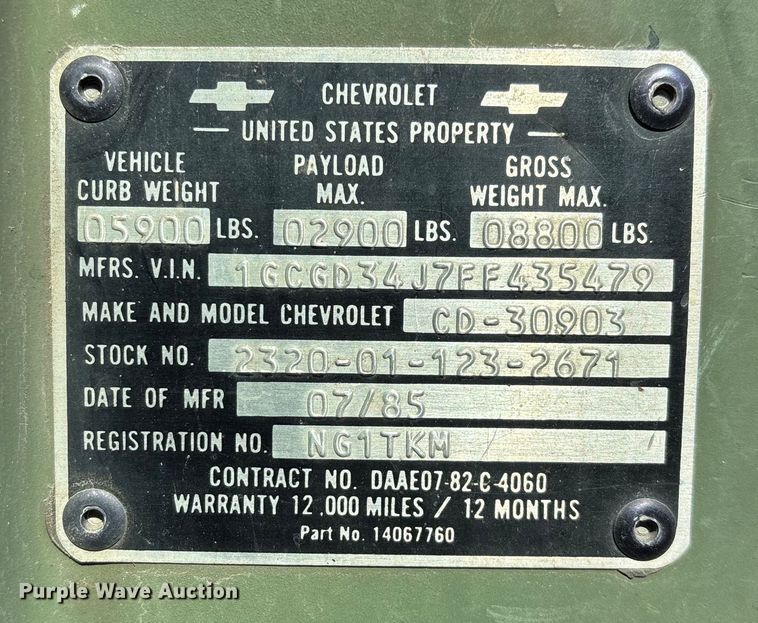 CHEVROLET
UNITED STATES PROPERTY
VEHICLE CURB WEIGHT PAYLOAD MAX. GROSS WEIGHT MAX.
05900 LBS. 02900 LBS. 08800 LBS.
MFRS. V.I.N. 1GCGD34J7FF435479
MAKE AND MODEL CHEVROLET CD-30903
STOCK NO. 2320-01-123-2671
DATE OF MFR 07/85
REGISTRATION NO. NG1TKM
CONTRACT NO. DAAE07-82-C-4060
WARRANTY 12,000 MILES / 12 MONTHS
Part No. 14067760
Purple Wave Auction